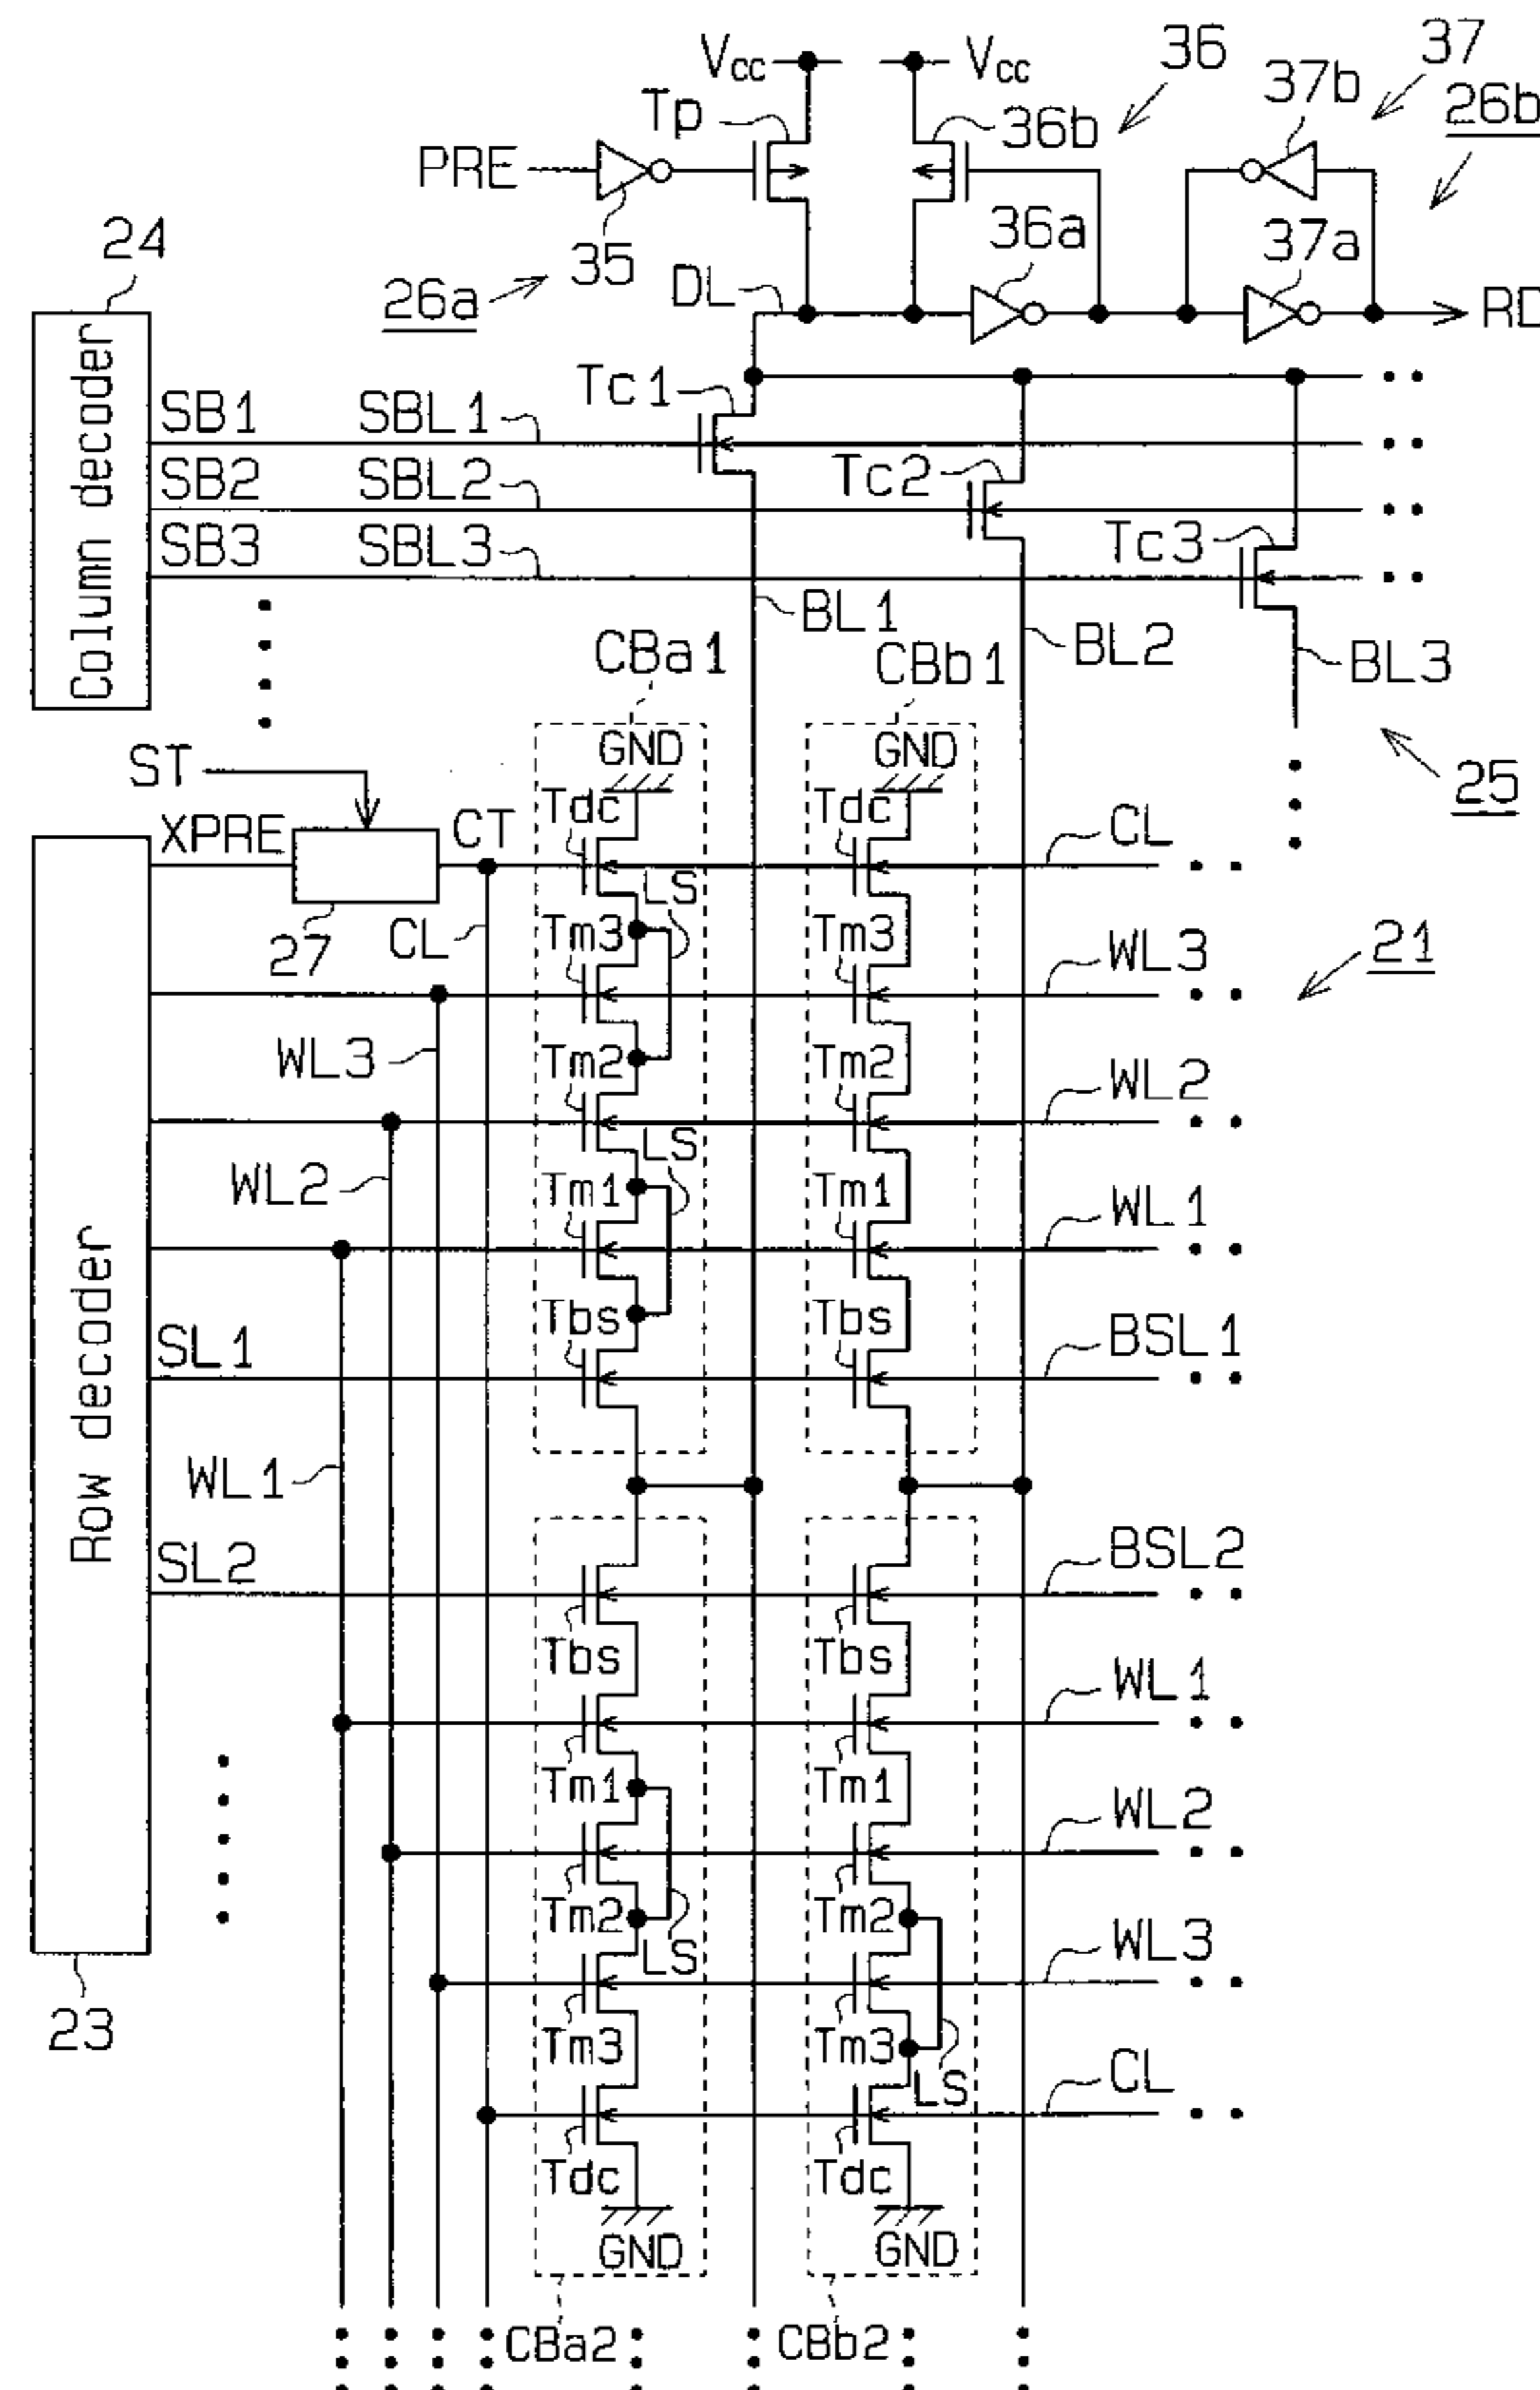 Vcc Vcc 36 37
Tp 36b 37b 26b
PRE
24 35 36a 37a
26a DL RD
Column decoder
Tc1
SB1 SBL1
SB2 SBL2 Tc2
SB3 SBL3 Tc3
BL1 BL2 BL3
CBa1 CBb1
GND GND
ST 25
Tdc Tdc
XPRE CT CL
LS
27 CL Tm3 Tm3 WL3 21
WL3 Tm2 Tm2 WL2
LS
WL2 Tm1 Tm1 WL1
Row decoder
SL1 Tbs Tbs BSL1
WL1
SL2 BSL2
Tbs Tbs WL1
Tm1 Tm1 WL2
Tm2 Tm2 WL3
LS
23 Tm3 Tm3 CL
LS
Tdc Tdc
GND GND
CBa2 CBb2